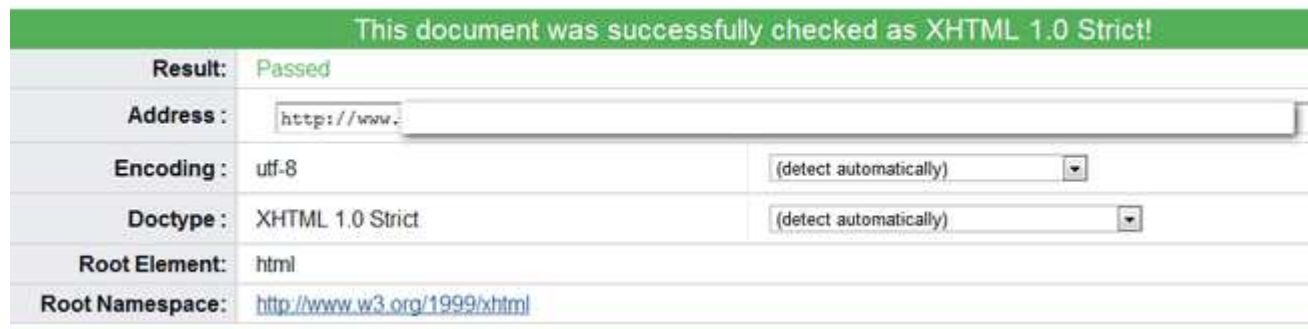 This document was successfully checked as XHTML 1.0 Strict!
Result: Passed
Address : http://www.
Encoding : utf-8 (detect automatically)
Doctype : XHTML 1.0 Strict (detect automatically)
Root Element: html
Root Namespace: http://www.w3.org/1999/xhtml